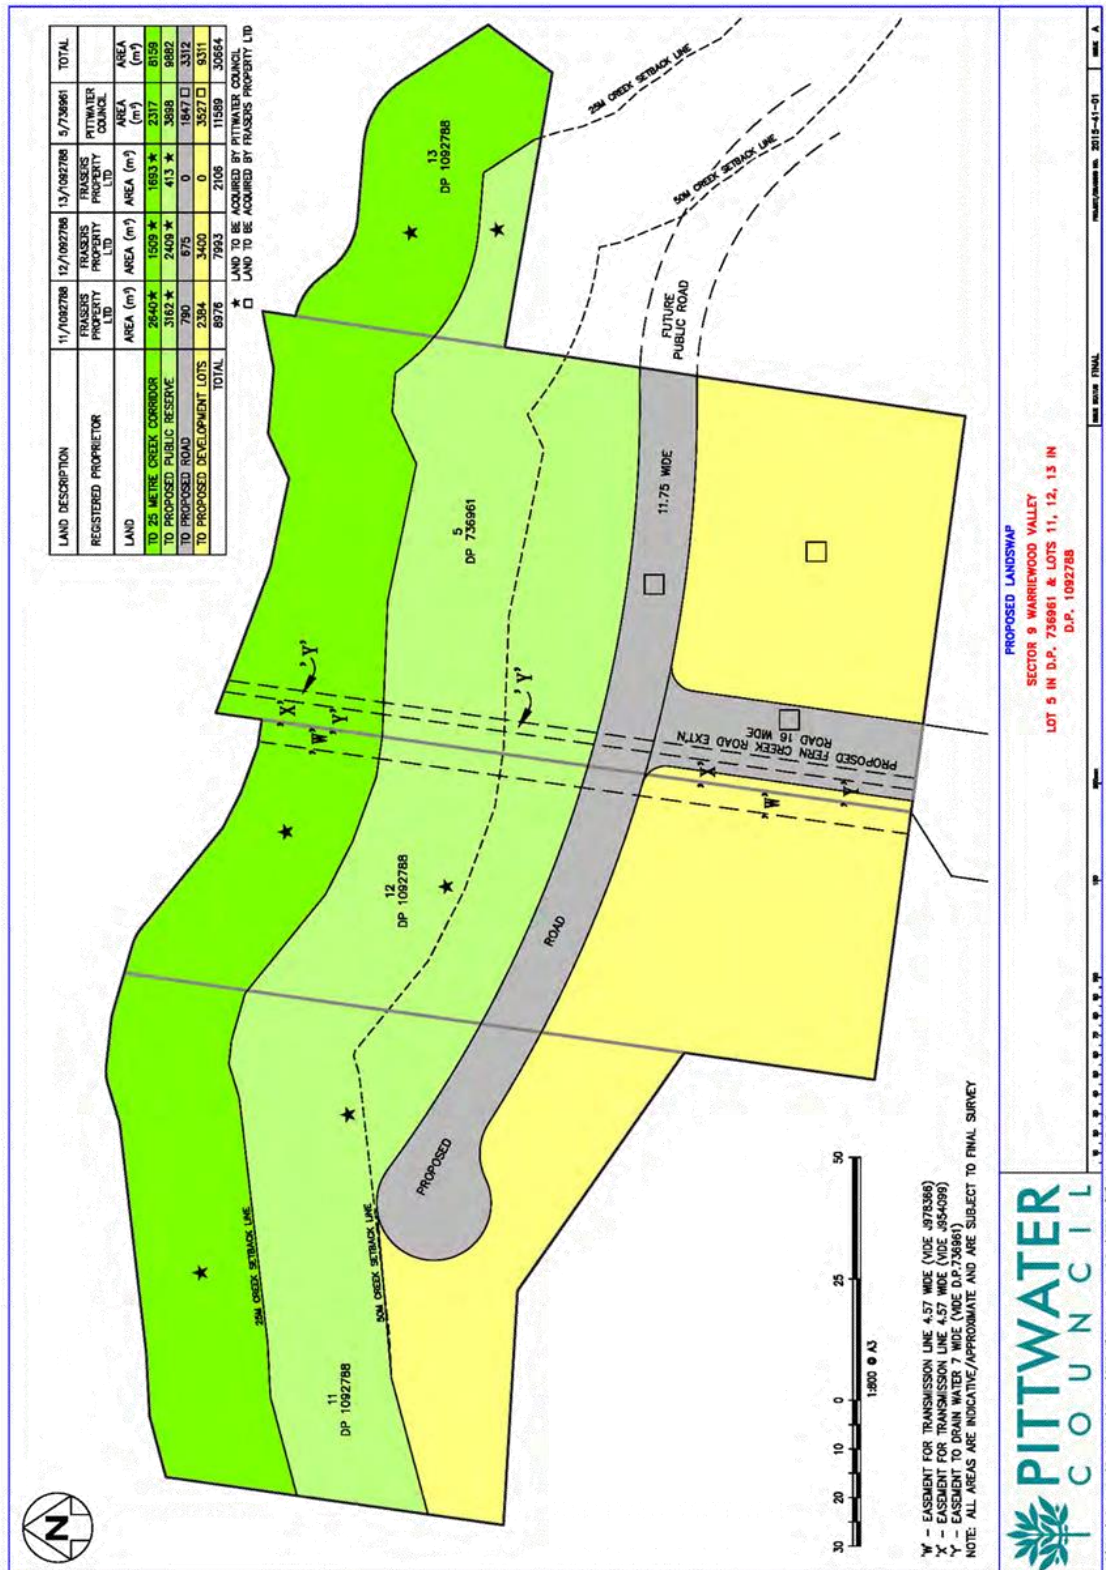 LAND DESCRIPTION 11/1092788 12/1092788 13/1092788 5/736961 TOTAL
REGISTERED PROPRIETOR FRASERS PROPERTY LTD FRASERS PROPERTY LTD FRASERS PROPERTY LTD PITTWATER COUNCIL
LAND AREA (m²) AREA (m²) AREA (m²) AREA (m²) AREA (m²)
TO 25 METRE CREEK CORRIDOR 2640★ 1509★ 1693★ 2317 8159
TO PROPOSED PUBLIC RESERVE 3162★ 2409★ 413★ 3898 9882
TO PROPOSED ROAD 790 675 0 1847□ 3312
TO PROPOSED DEVELOPMENT LOTS 2384 3400 0 3527□ 9311
TOTAL 8976 7993 2106 11589 30664
★ LAND TO BE ACQUIRED BY PITTWATER COUNCIL
□ LAND TO BE ACQUIRED BY FRASERS PROPERTY LTD
N
11
DP 1092788
25M CREEK SETBACK LINE
50M CREEK SETBACK LINE
12
DP 1092788
'W'
'X'
'Y'
'Y'
'Y'
5
DP 736961
13
DP 1092788
25M CREEK SETBACK LINE
50M CREEK SETBACK LINE
PROPOSED
ROAD
11.75 WIDE
FUTURE
PUBLIC ROAD
PROPOSED FERN CREEK ROAD EXT'N
ROAD 16 WIDE
'X'
'W'
'Y'
30 20 10 0 25 50
1:800 @ A3
'W' - EASEMENT FOR TRANSMISSION LINE 4.57 WIDE (VIDE J978366)
'X' - EASEMENT FOR TRANSMISSION LINE 4.57 WIDE (VIDE J954099)
'Y' - EASEMENT TO DRAIN WATER 7 WIDE (VIDE D.P.736961)
NOTE: ALL AREAS ARE INDICATIVE/APPROXIMATE AND ARE SUBJECT TO FINAL SURVEY
PITTWATER
COUNCIL
PROPOSED LANDSWAP
SECTOR 9 WARRIEWOOD VALLEY
LOT 5 IN D.P. 736961 & LOTS 11, 12, 13 IN
D.P. 1092788
ISSUE STATUS FINAL
2015-41-01
ISSUE A